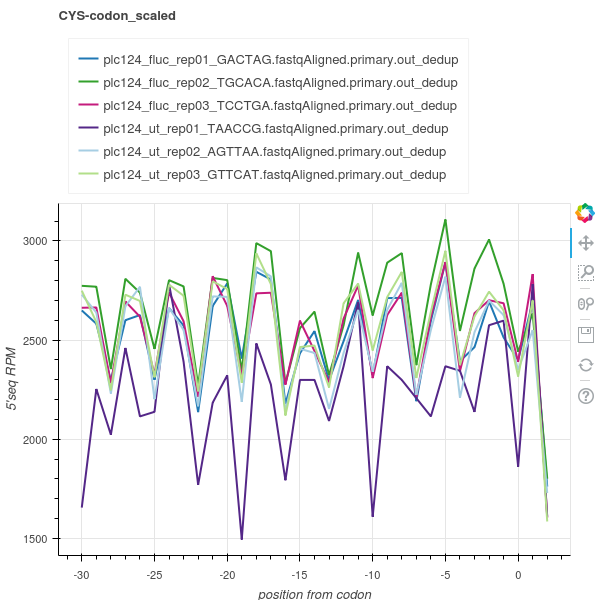 CYS-codon_scaled
plc124_fluc_rep01_GACTAG.fastqAligned.primary.out_dedup
plc124_fluc_rep02_TGCACA.fastqAligned.primary.out_dedup
plc124_fluc_rep03_TCCTGA.fastqAligned.primary.out_dedup
plc124_ut_rep01_TAACCG.fastqAligned.primary.out_dedup
plc124_ut_rep02_AGTTAA.fastqAligned.primary.out_dedup
plc124_ut_rep03_GTTCAT.fastqAligned.primary.out_dedup
3000
2500
2000
1500
5'seq RPM
-30 -25 -20 -15 -10 -5 0
position from codon